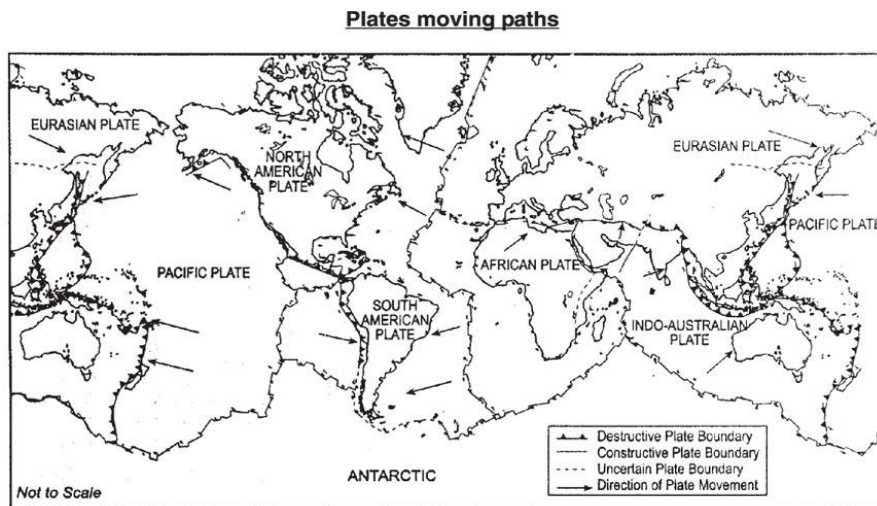 Plates moving paths
EURASIAN PLATE
NORTH
AMERICAN
PLATE
EURASIAN PLATE
PACIFIC PLATE
PACIFIC PLATE
AFRICAN PLATE
SOUTH
AMERICAN
PLATE
INDO-AUSTRALIAN
PLATE
Destructive Plate Boundary
Constructive Plate Boundary
Uncertain Plate Boundary
Direction of Plate Movement
ANTARCTIC
Not to Scale